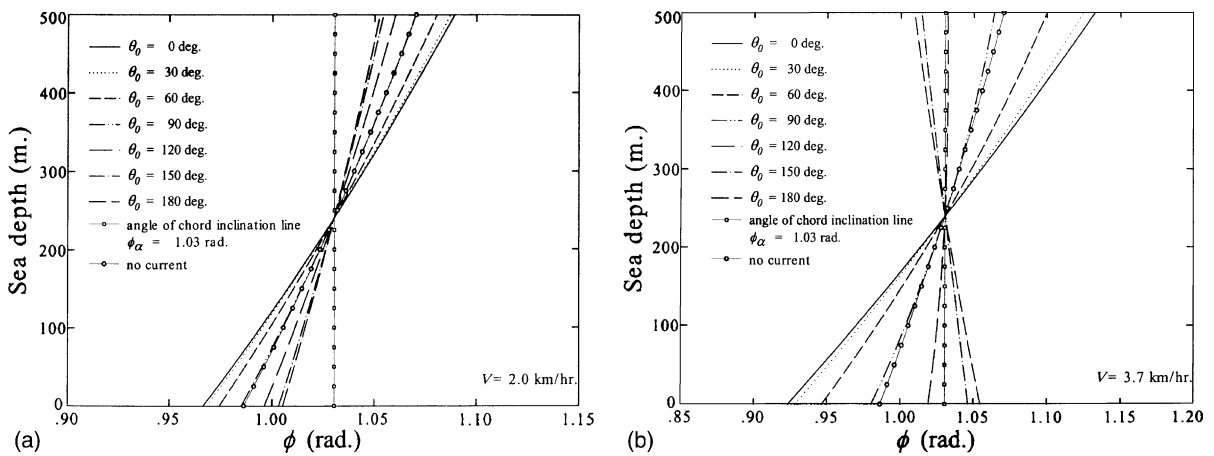 500
400
300
200
100
0
Sea depth (m.)
θ0 = 0 deg.
θ0 = 30 deg.
θ0 = 60 deg.
θ0 = 90 deg.
θ0 = 120 deg.
θ0 = 150 deg.
θ0 = 180 deg.
angle of chord inclination line
ϕα = 1.03 rad.
no current
V= 2.0 km/hr.
.90 .95 1.00 1.05 1.10 1.15
ϕ (rad.)
(a)
500
400
300
200
100
0
Sea depth (m.)
θ0 = 0 deg.
θ0 = 30 deg.
θ0 = 60 deg.
θ0 = 90 deg.
θ0 = 120 deg.
θ0 = 150 deg.
θ0 = 180 deg.
angle of chord inclination line
ϕα = 1.03 rad.
no current
V= 3.7 km/hr.
.85 .90 .95 1.00 1.05 1.10 1.15 1.20
ϕ (rad.)
(b)